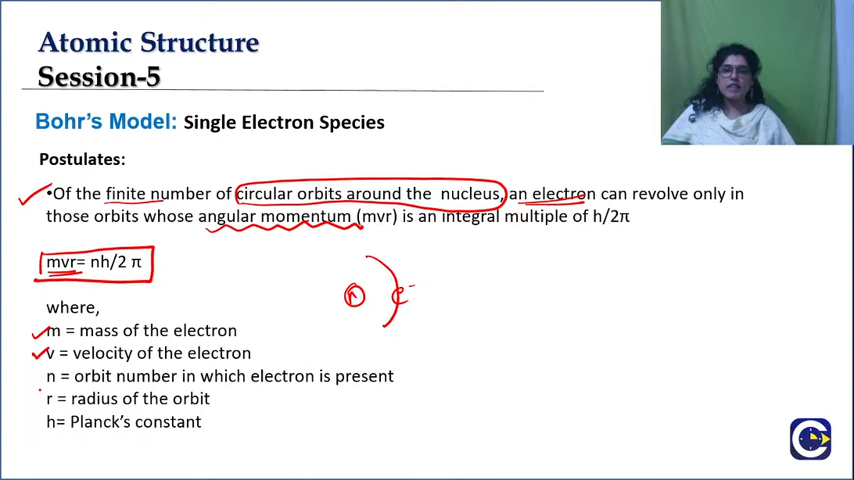 Atomic Structure
Session-5
Bohr's Model: Single Electron Species
Postulates:
•Of the finite number of circular orbits around the nucleus, an electron can revolve only in
those orbits whose angular momentum (mvr) is an integral multiple of h/2π
mvr= nh/2 π
n e-
where,
m = mass of the electron
v = velocity of the electron
n = orbit number in which electron is present
r = radius of the orbit
h= Planck's constant